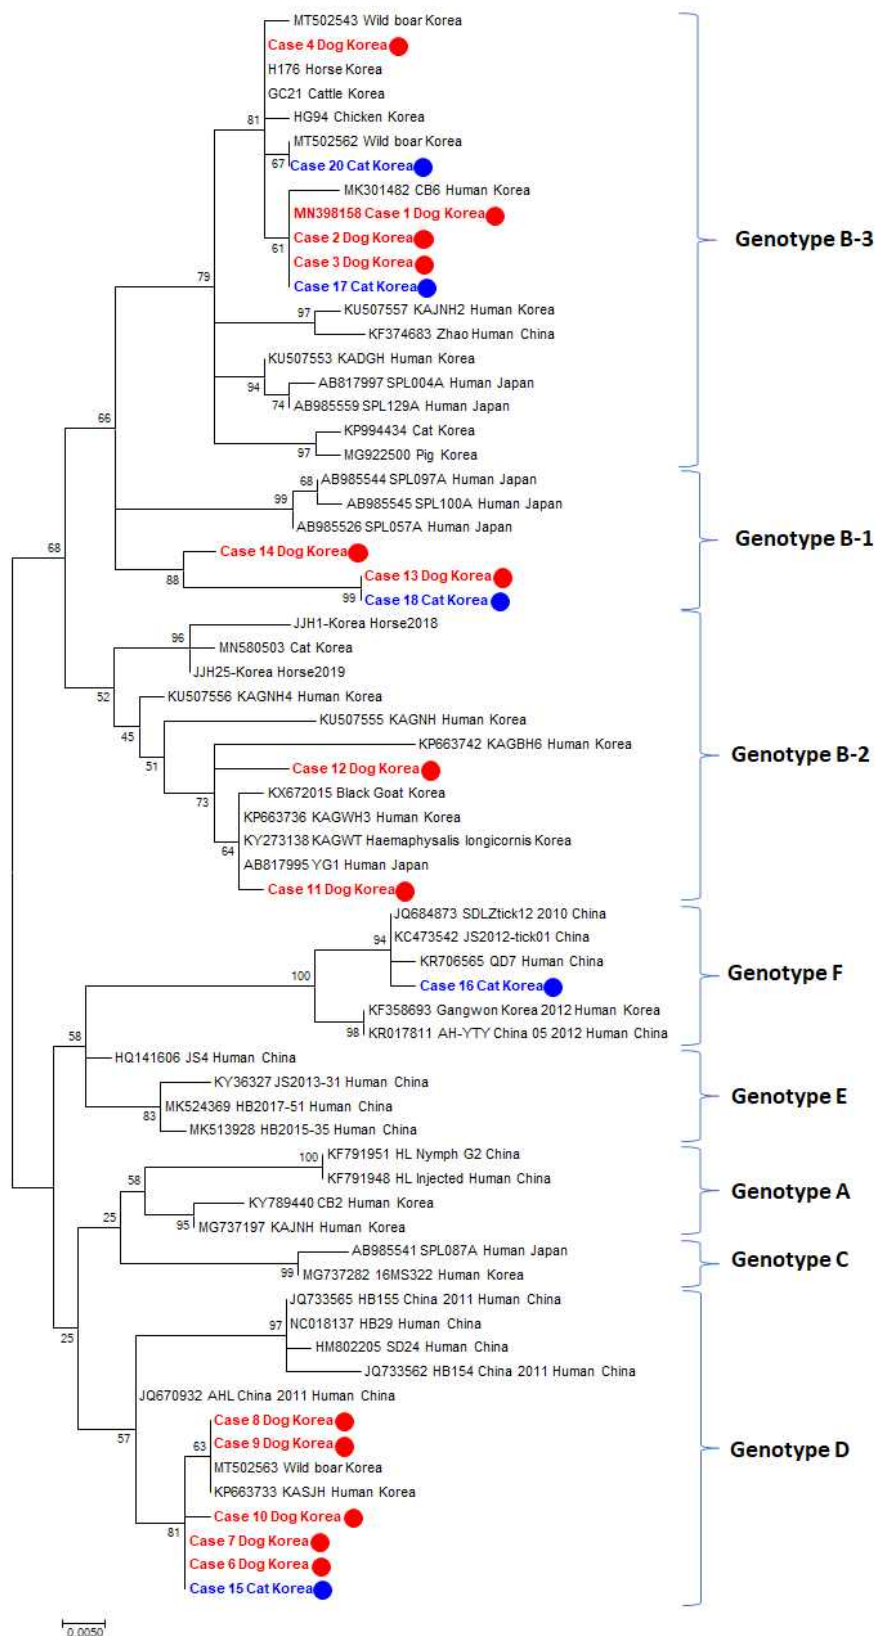 MT502543 Wild boar Korea
Case 4 Dog Korea
H176 Horse Korea
GC21 Cattle Korea
81
HG94 Chicken Korea
MT502562 Wild boar Korea
67
Case 20 Cat Korea
MK301482 CB6 Human Korea
MN398158 Case 1 Dog Korea
Case 2 Dog Korea
Genotype B-3
61
Case 3 Dog Korea
79
Case 17 Cat Korea
97
KU507557 KAJNH2 Human Korea
KF374683 Zhao Human China
KU507553 KADGH Human Korea
94
AB817997 SPL004A Human Japan
74
AB985559 SPL129A Human Japan
66
KP994434 Cat Korea
97
MG922500 Pig Korea
68
AB985544 SPL097A Human Japan
99
AB985545 SPL100A Human Japan
AB985526 SPL057A Human Japan
Genotype B-1
68
Case 14 Dog Korea
88
Case 13 Dog Korea
99
Case 18 Cat Korea
JJH1-Korea Horse2018
96
MN580503 Cat Korea
JJH25-Korea Horse2019
52
KU507556 KAGNH4 Human Korea
KU507555 KAGNH Human Korea
45
KP663742 KAGBH6 Human Korea
Genotype B-2
51
Case 12 Dog Korea
73
KX672015 Black Goat Korea
KP663736 KAGWH3 Human Korea
KY273138 KAGWT Haemaphysalis longicornis Korea
64
AB817995 YG1 Human Japan
Case 11 Dog Korea
JQ684873 SDLZtick12 2010 China
94
KC473542 JS2012-tick01 China
KR706565 QD7 Human China
Genotype F
100
Case 16 Cat Korea
KF358693 Gangwon Korea 2012 Human Korea
98
KR017811 AH-YTY China 05 2012 Human China
58
HQ141606 JS4 Human China
KY36327 JS2013-31 Human China
Genotype E
83
MK524369 HB2017-51 Human China
MK513928 HB2015-35 Human China
100
KF791951 HL Nymph G2 China
58
KF791948 HL Injected Human China
Genotype A
KY789440 CB2 Human Korea
25
95
MG737197 KAJNH Human Korea
AB985541 SPL087A Human Japan
Genotype C
99
MG737282 16MS322 Human Korea
JQ733565 HB155 China 2011 Human China
97
NC018137 HB29 Human China
25
HM802205 SD24 Human China
JQ733562 HB154 China 2011 Human China
JQ670932 AHL China 2011 Human China
57
Case 8 Dog Korea
63
Case 9 Dog Korea
Genotype D
MT502563 Wild boar Korea
KP663733 KASJH Human Korea
81
Case 10 Dog Korea
Case 7 Dog Korea
Case 6 Dog Korea
Case 15 Cat Korea
0.0050